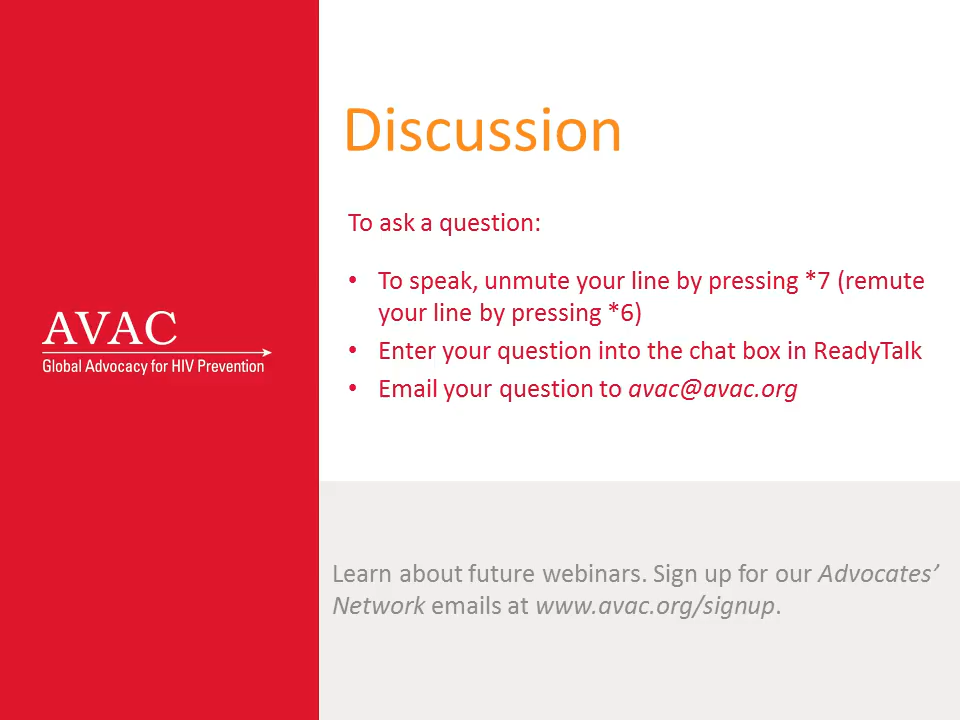 AVAC
Global Advocacy for HIV Prevention
Discussion
To ask a question:
• To speak, unmute your line by pressing *7 (remute
your line by pressing *6)
• Enter your question into the chat box in ReadyTalk
• Email your question to avac@avac.org
Learn about future webinars. Sign up for our Advocates’
Network emails at www.avac.org/signup.